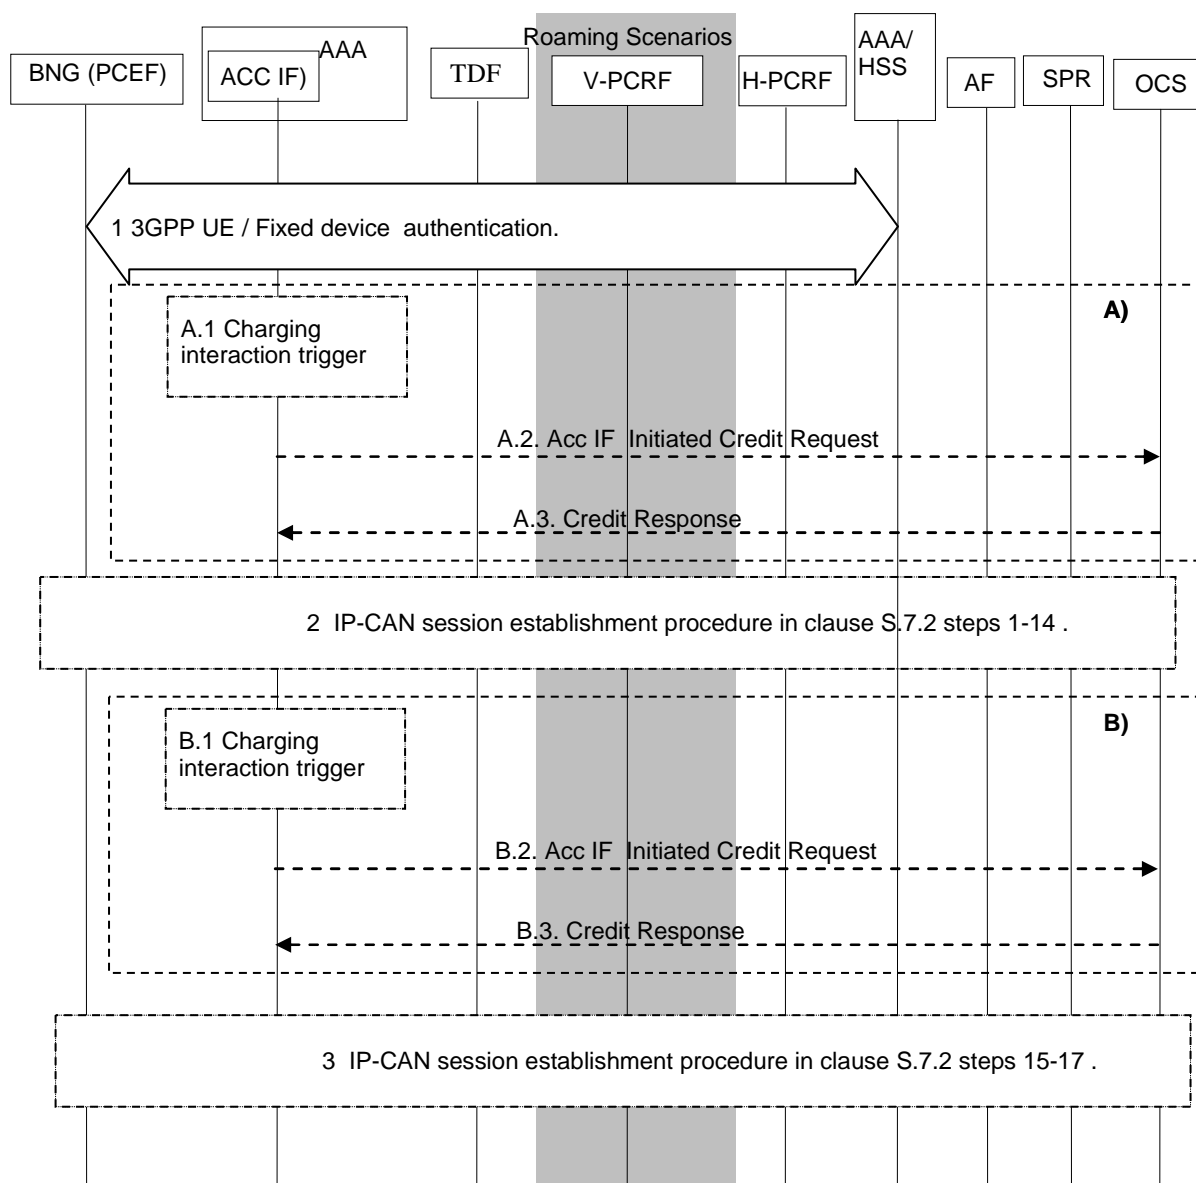 Roaming Scenarios
BNG (PCEF)
AAA
ACC IF)
TDF
V-PCRF
H-PCRF
AAA/
HSS
AF
SPR
OCS
1 3GPP UE / Fixed device authentication.
A)
A.1 Charging
interaction trigger
A.2. Acc IF Initiated Credit Request
A.3. Credit Response
2 IP-CAN session establishment procedure in clause S.7.2 steps 1-14 .
B)
B.1 Charging
interaction trigger
B.2. Acc IF Initiated Credit Request
B.3. Credit Response
3 IP-CAN session establishment procedure in clause S.7.2 steps 15-17 .